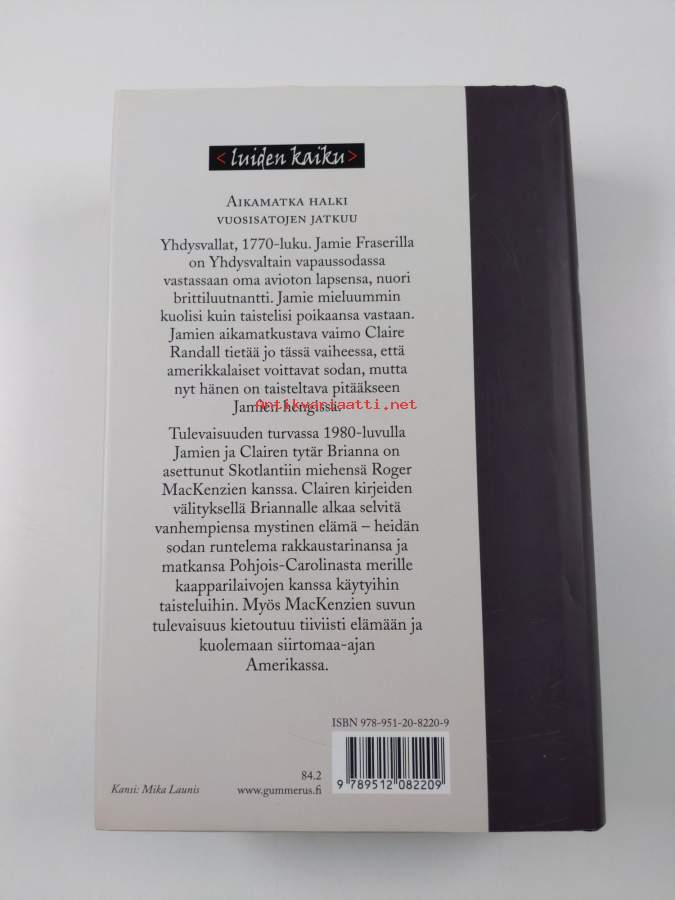 <luiden kaiku>
AIKAMATKA HALKI
VUOSISATOJEN JATKUU
Yhdysvallat, 1770-luku. Jamie Fraserilla
on Yhdysvaltain vapaussodassa
vastassaan oma avioton lapsensa, nuori
brittiluutnantti. Jamie mieluummin
kuolisi kuin taistelisi poikaansa vastaan.
Jamien aikamatkustava vaimo Claire
Randall tietää jo tässä vaiheessa, että
amerikkalaiset voittavat sodan, mutta
nyt hänen on taisteltava pitääkseen
Antikvariaatti.net
Jamien hengissä.
Tulevaisuuden turvassa 1980-luvulla
Jamien ja Clairen tytär Brianna on
asettunut Skotlantiin miehensä Roger
MacKenzien kanssa. Clairen kirjeiden
välityksellä Briannalle alkaa selvitä
vanhempiensa mystinen elämä – heidän
sodan runtelema rakkaustarinansa ja
matkansa Pohjois-Carolinasta merille
kaapparilaivojen kanssa käytyihin
taisteluihin. Myös MacKenzien suvun
tulevaisuus kietoutuu tiiviisti elämään ja
kuolemaan siirtomaa-ajan
Amerikassa.
ISBN 978-951-20-8220-9
84.2
Kansi: Mika Launis
www.gummerus.fi
9 789512 082209